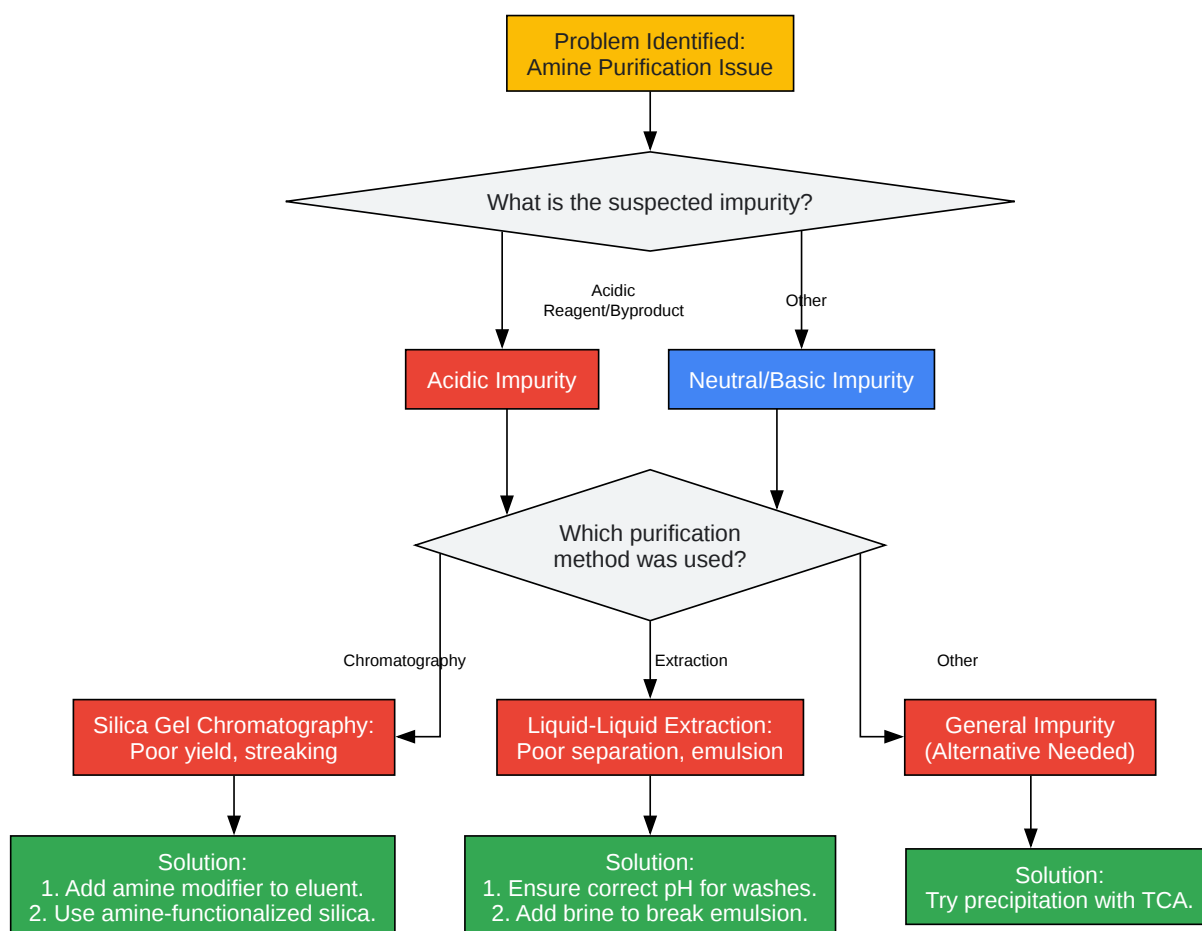 Problem Identified:
Amine Purification Issue
What is the suspected impurity?
Acidic
Reagent/Byproduct
Other
Acidic Impurity
Neutral/Basic Impurity
Which purification
method was used?
Chromatography
Extraction
Other
Silica Gel Chromatography:
Poor yield, streaking
Liquid-Liquid Extraction:
Poor separation, emulsion
General Impurity
(Alternative Needed)
Solution:
1. Add amine modifier to eluent.
2. Use amine-functionalized silica.
Solution:
1. Ensure correct pH for washes.
2. Add brine to break emulsion.
Solution:
Try precipitation with TCA.